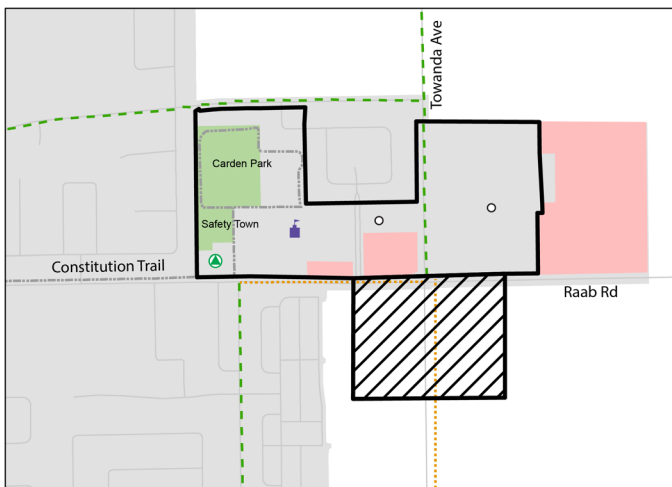 Towanda Ave
Carden Park
Safety Town
Constitution Trail
Raab Rd